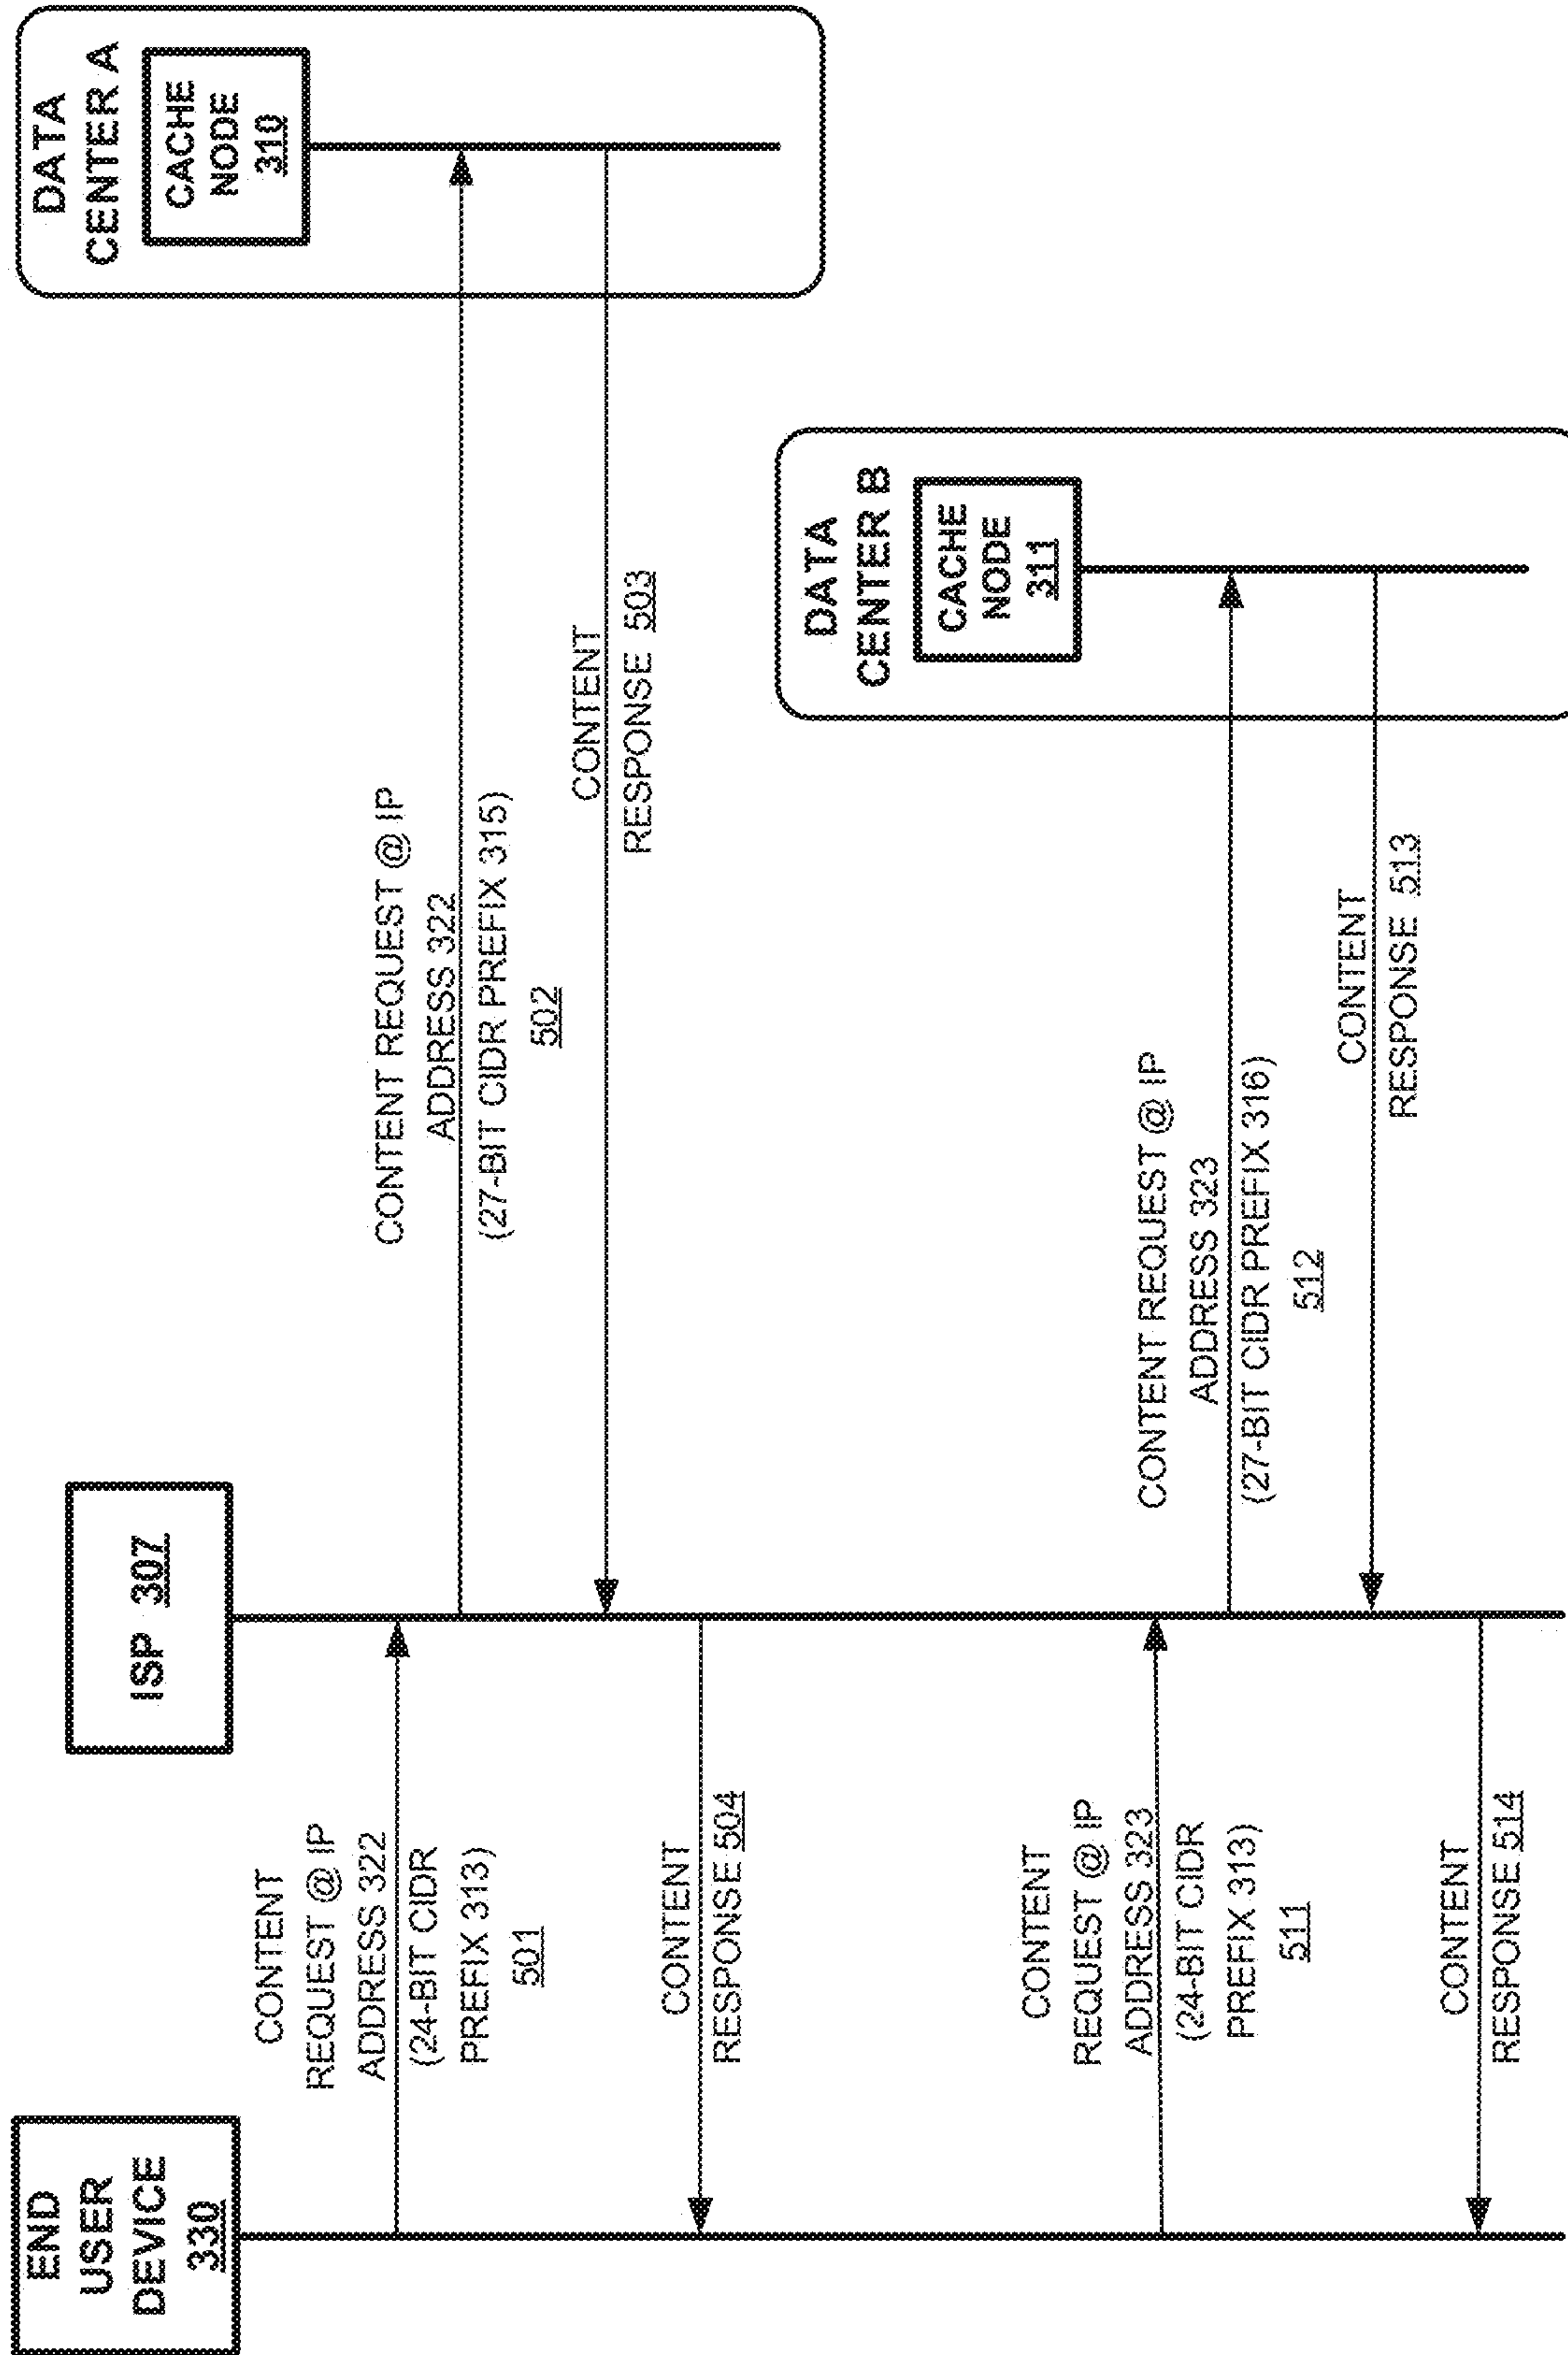 END
USER
DEVICE
330
ISP 307
DATA
CENTER A
CACHE
NODE
310
CONTENT
REQUEST @ IP
ADDRESS 322
(24-BIT CIDR
PREFIX 313)
501
CONTENT REQUEST @ IP
ADDRESS 322
(27-BIT CIDR PREFIX 315)
502
CONTENT
RESPONSE 503
CONTENT
RESPONSE 504
DATA
CENTER B
CACHE
NODE
311
CONTENT
REQUEST @ IP
ADDRESS 323
(24-BIT CIDR
PREFIX 313)
511
CONTENT REQUEST @ IP
ADDRESS 323
(27-BIT CIDR PREFIX 316)
512
CONTENT
RESPONSE 513
CONTENT
RESPONSE 514